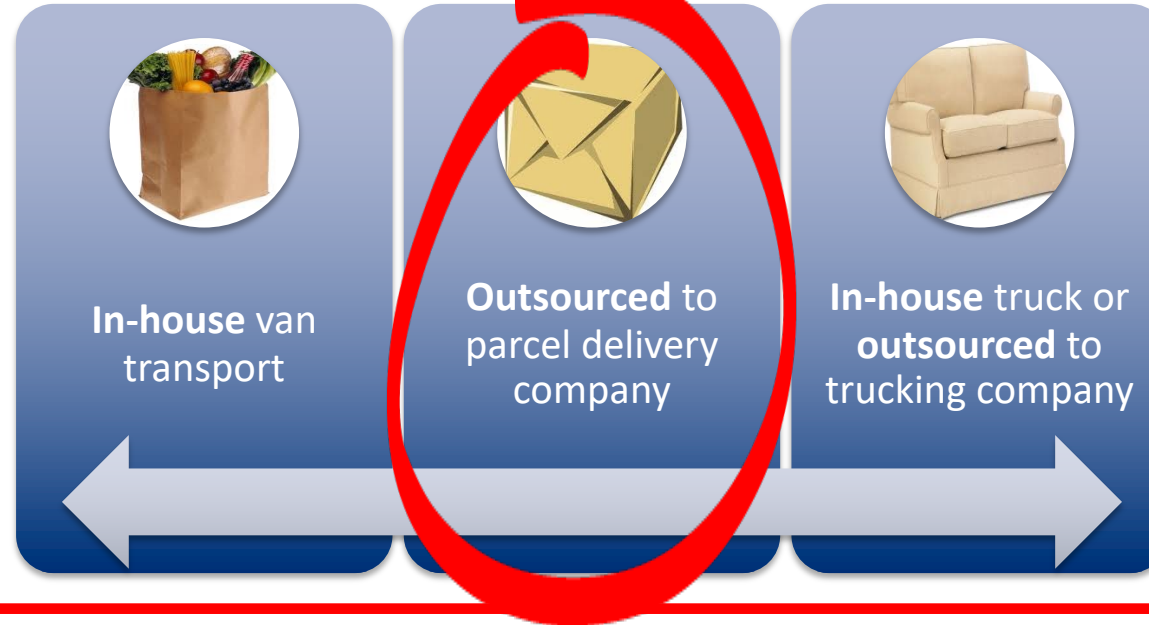 In-house van
transport
Outsourced to
parcel delivery
company
In-house truck or
outsourced to
trucking company